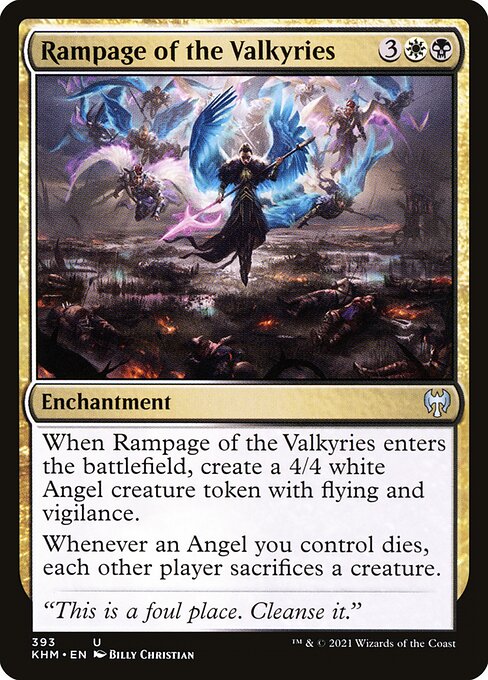 Rampage of the Valkyries 3
Enchantment
When Rampage of the Valkyries enters
the battlefield, create a 4/4 white
Angel creature token with flying and
vigilance.
Whenever an Angel you control dies,
each other player sacrifices a creature.
“This is a foul place. Cleanse it.”
393 U
KHM • EN Billy Christian
™ & © 2021 Wizards of the Coast